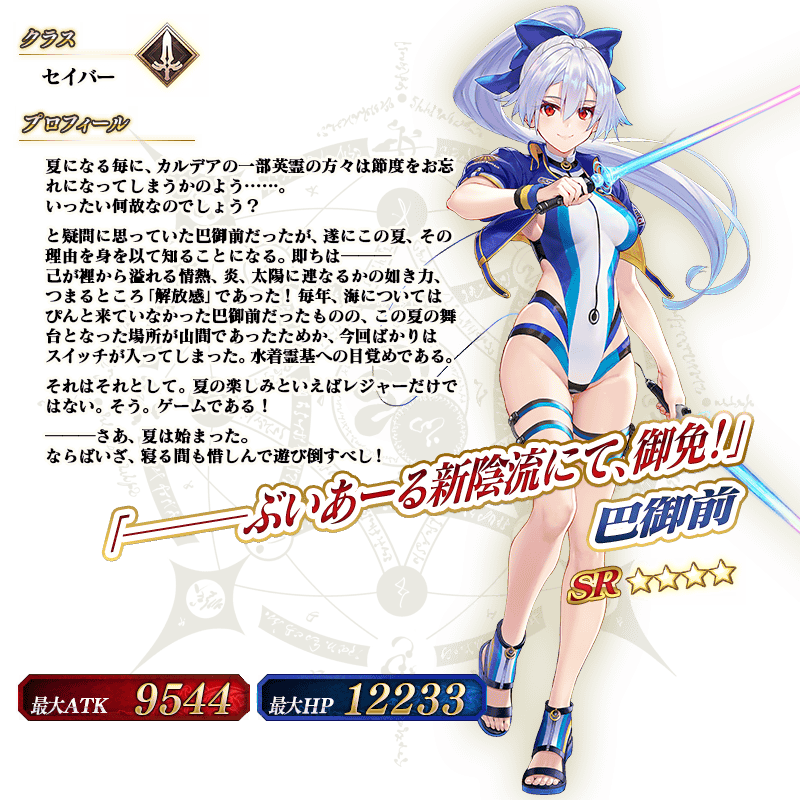 クラス
セイバー
プロフィール
夏になる毎に、カルデアの一部英霊の方々は節度をお忘
れになってしまうかのよう……。
いったい何故なのでしょう？
と疑問に思っていた巴御前だったが、遂にこの夏、その
理由を身を以て知ることになる。即ちは———
己が裡から溢れる情熱、炎、太陽に連なるかの如き力、
つまるところ「解放感」であった！毎年、海については
ぴんと来ていなかった巴御前だったものの、この夏の舞
台となった場所が山間であったためか、今回ばかりは
スイッチが入ってしまった。水着霊基への目覚めである。
それはそれとして。夏の楽しみといえばレジャーだけで
はない。そう。ゲームである！
———さあ、夏は始まった。
ならばいざ、寝る間も惜しんで遊び倒すべし！
「———ぶいあーる新陰流にて、御免！」
巴御前
SR ☆☆☆☆
最大ATK 9544
最大HP 12233